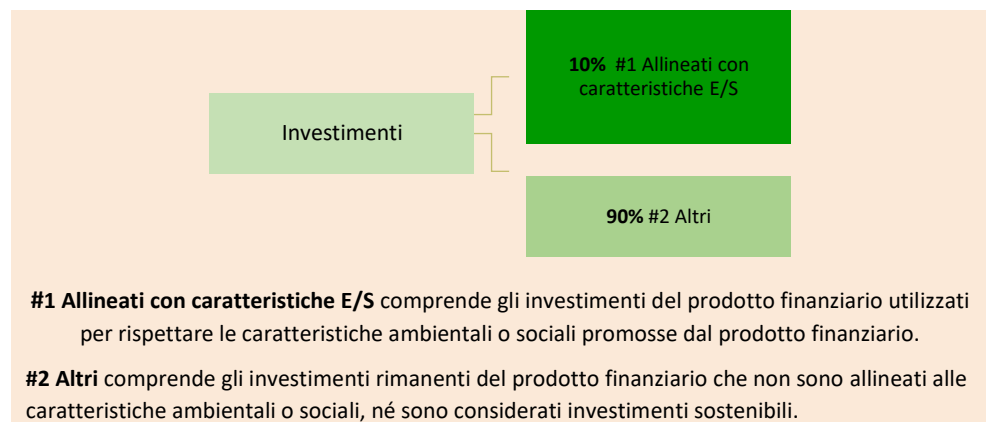 10% #1 Allineati con
caratteristiche E/S
Investimenti
90% #2 Altri
#1 Allineati con caratteristiche E/S comprende gli investimenti del prodotto finanziario utilizzati
per rispettare le caratteristiche ambientali o sociali promosse dal prodotto finanziario.
#2 Altri comprende gli investimenti rimanenti del prodotto finanziario che non sono allineati alle
caratteristiche ambientali o sociali, né sono considerati investimenti sostenibili.